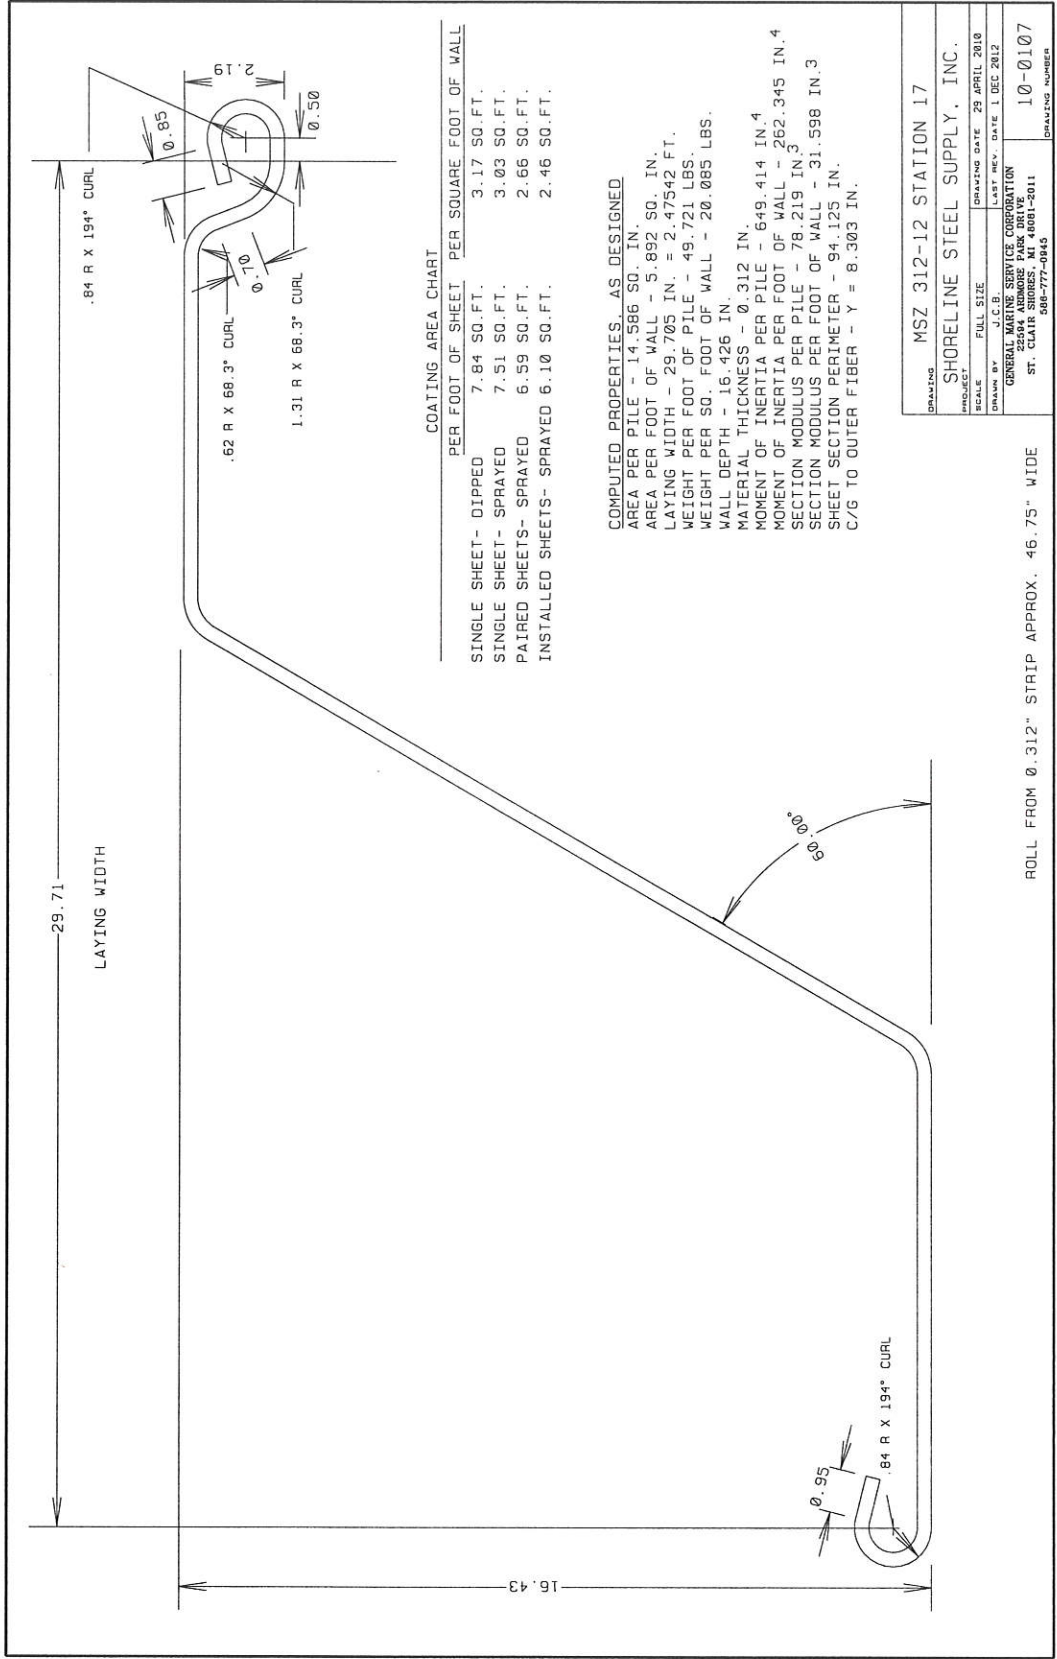 29.71
LAYING WIDTH
.84 R X 194° CURL
0.85
2.19
0.50
.62 R X 68.3° CURL
0.70
1.31 R X 68.3° CURL
16.43
0.95
.84 R X 194° CURL
60.00°
COATING AREA CHART
PER FOOT OF SHEET PER SQUARE FOOT OF WALL
SINGLE SHEET- DIPPED 7.84 SQ.FT. 3.17 SQ.FT.
SINGLE SHEET- SPRAYED 7.51 SQ.FT. 3.03 SQ.FT.
PAIRED SHEETS- SPRAYED 6.59 SQ.FT. 2.66 SQ.FT.
INSTALLED SHEETS- SPRAYED 6.10 SQ.FT. 2.46 SQ.FT.
COMPUTED PROPERTIES, AS DESIGNED
AREA PER PILE - 14.586 SQ. IN.
AREA PER FOOT OF WALL - 5.892 SQ. IN.
LAYING WIDTH - 29.705 IN. = 2.47542 FT.
WEIGHT PER FOOT OF PILE - 49.721 LBS.
WEIGHT PER SQ. FOOT OF WALL - 20.085 LBS.
WALL DEPTH - 16.426 IN.
MATERIAL THICKNESS - 0.312 IN.
MOMENT OF INERTIA PER PILE - 649.414 IN.4
MOMENT OF INERTIA PER FOOT OF WALL - 262.345 IN.4
SECTION MODULUS PER PILE - 78.219 IN.3
SECTION MODULUS PER FOOT OF WALL - 31.598 IN.3
SHEET SECTION PERIMETER - 94.125 IN.
C/G TO OUTER FIBER - Y = 8.303 IN.
ROLL FROM 0.312" STRIP APPROX. 46.75" WIDE
DRAWING MSZ 312-12 STATION 17
PROJECT SHORELINE STEEL SUPPLY, INC.
SCALE FULL SIZE DRAWING DATE 29 APRIL 2010
DRAWN BY J.C.B. LAST REV. DATE 1 DEC 2012
GENERAL MARINE SERVICE CORPORATION
22594 ARDMORE PARK DRIVE
ST. CLAIR SHORES, MI 48081-2011
586-777-0945
10-0107
DRAWING NUMBER